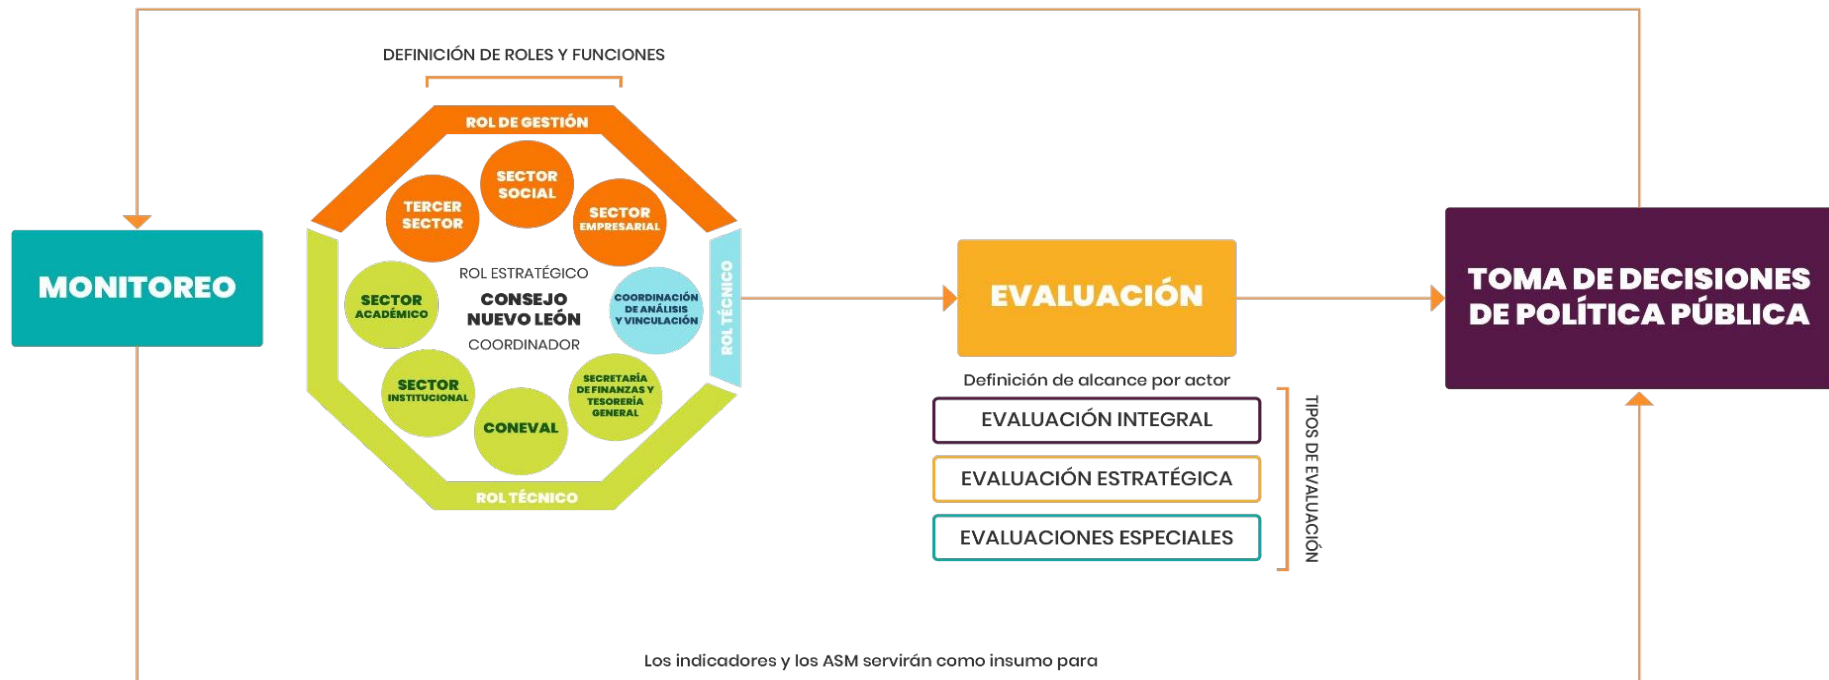 DEFINICIÓN DE ROLES Y FUNCIONES
ROL DE GESTIÓN
SECTOR
SOCIAL
TERCER
SECTOR
SECTOR
EMPRESARIAL
ROL ESTRATÉGICO
CONSEJO
NUEVO LEÓN
COORDINADOR
SECTOR
ACADÉMICO
COORDINACIÓN
DE ANÁLISIS
Y VINCULACIÓN
ROL TÉCNICO
SECTOR
INSTITUCIONAL
CONEVAL
SECRETARÍA
DE FINANZAS Y
TESORERÍA
GENERAL
ROL TÉCNICO
MONITOREO
EVALUACIÓN
Definición de alcance por actor
EVALUACIÓN INTEGRAL
EVALUACIÓN ESTRATÉGICA
EVALUACIONES ESPECIALES
TIPOS DE EVALUACIÓN
TOMA DE DECISIONES
DE POLÍTICA PÚBLICA
Los indicadores y los ASM servirán como insumo para